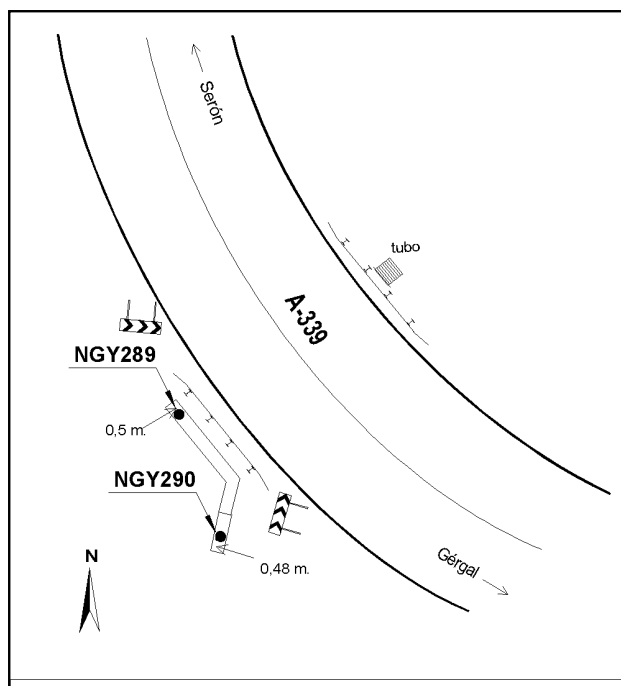 Serón
tubo
A-339
NGY289
0,5 m.
NGY290
0,48 m.
Gérgal
N